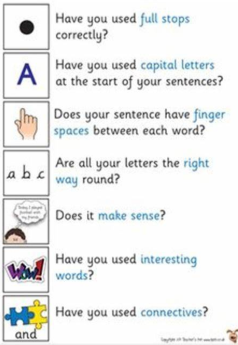 Have you used full stops
correctly?
A
Have you used capital letters
at the start of your sentences?
Does your sentence have finger
spaces between each word?
a b c
Are all your letters the right
way round?
Does it make sense?
Wow!
Have you used interesting
words?
Have you used connectives?
and